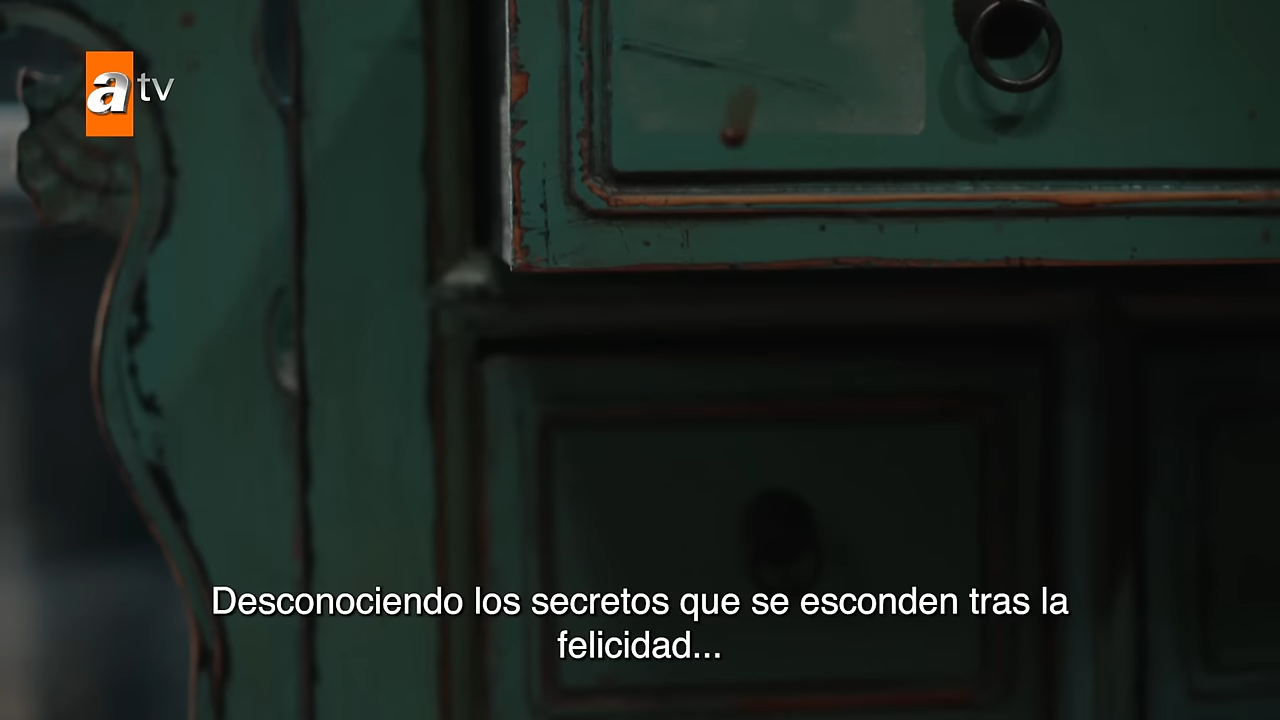 atv
Desconociendo los secretos que se esconden tras la
felicidad...